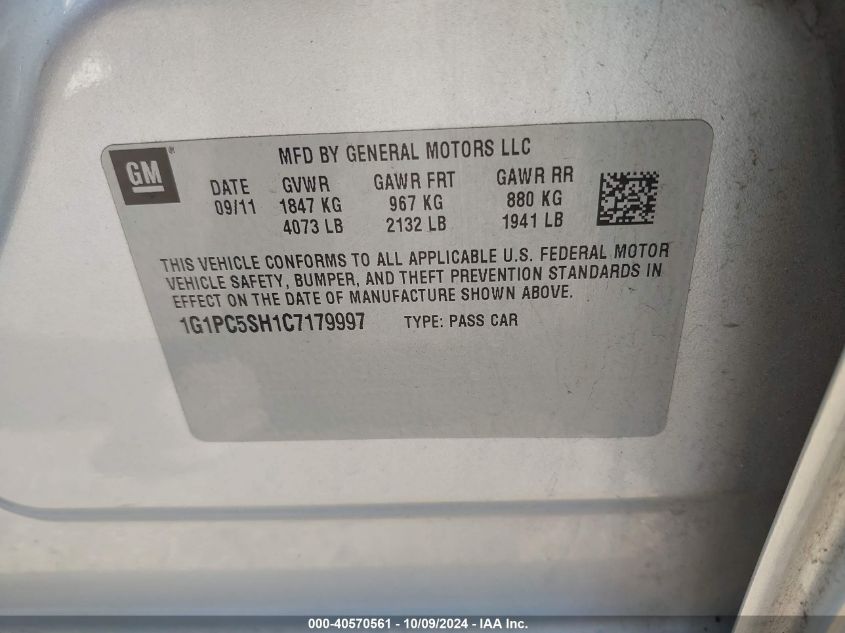 GM®
MFD BY GENERAL MOTORS LLC
DATE GVWR GAWR FRT GAWR RR
09/11 1847 KG 967 KG 880 KG
4073 LB 2132 LB 1941 LB
THIS VEHICLE CONFORMS TO ALL APPLICABLE U.S. FEDERAL MOTOR
VEHICLE SAFETY, BUMPER, AND THEFT PREVENTION STANDARDS IN
EFFECT ON THE DATE OF MANUFACTURE SHOWN ABOVE.
1G1PC5SH1C7179997 TYPE: PASS CAR
000-40570561 - 10/09/2024 - IAA Inc.